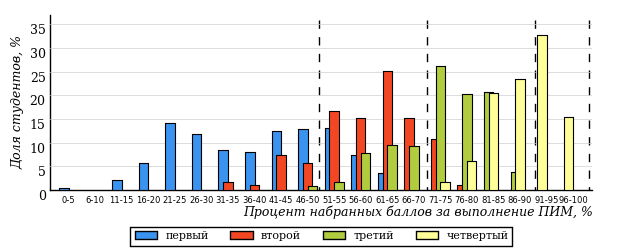 Доля студентов, %
35
30
25
20
15
10
5
0
0-5 6-10 11-15 16-20 21-25 26-30 31-35 36-40 41-45 46-50 51-55 56-60 61-65 66-70 71-75 76-80 81-85 86-90 91-95 96-100
Процент набранных баллов за выполнение ПИМ, %
первый второй третий четвертый